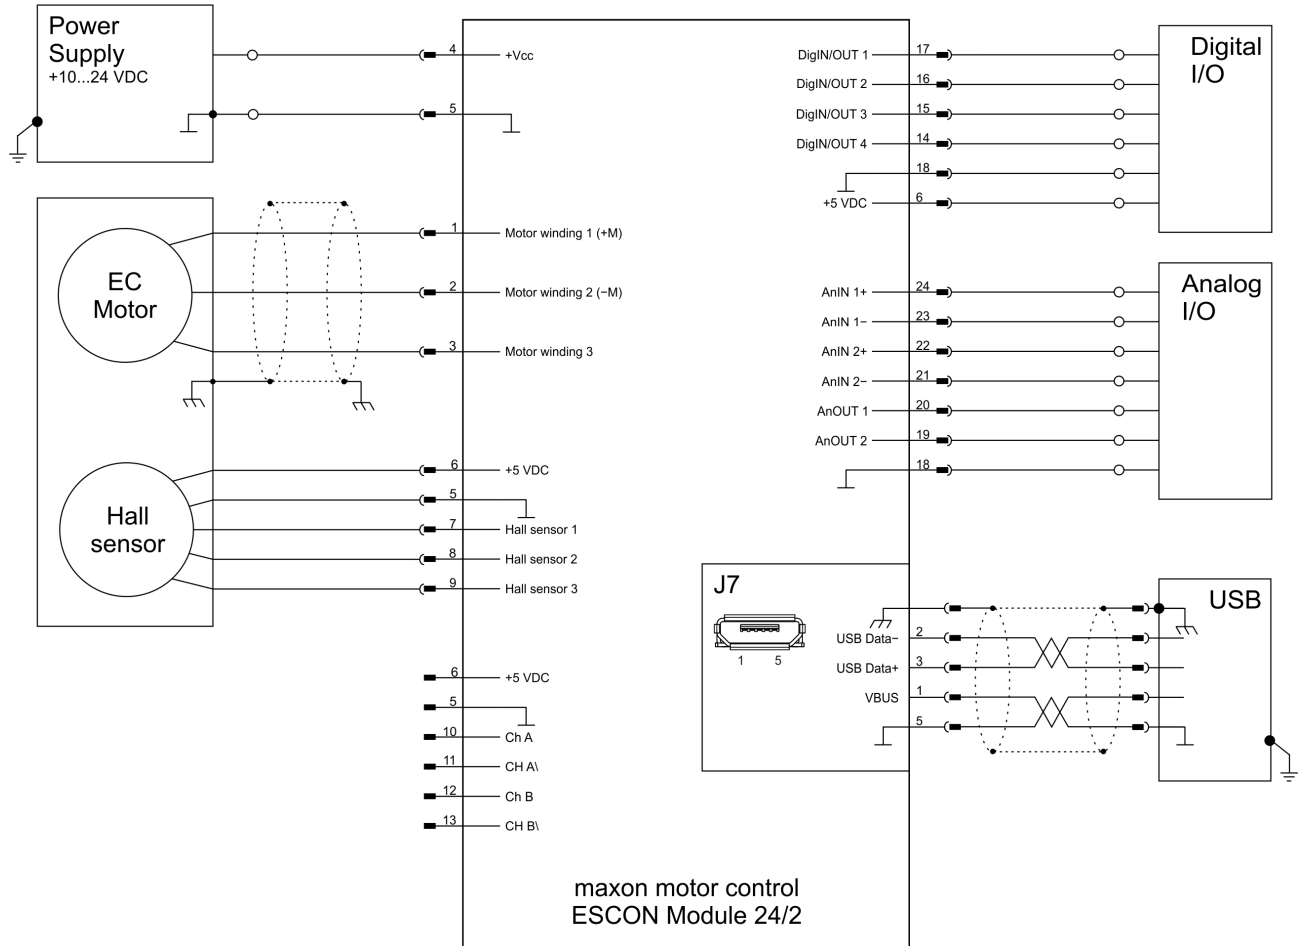 Power
Supply
+10...24 VDC
4 +Vcc
5
EC
Motor
1 Motor winding 1 (+M)
2 Motor winding 2 (−M)
3 Motor winding 3
Hall
sensor
6 +5 VDC
5
7 Hall sensor 1
8 Hall sensor 2
9 Hall sensor 3
6 +5 VDC
5
10 Ch A
11 CH A\
12 Ch B
13 CH B\
Digital
I/O
DigIN/OUT 1 17
DigIN/OUT 2 16
DigIN/OUT 3 15
DigIN/OUT 4 14
18
+5 VDC 6
Analog
I/O
AnIN 1+ 24
AnIN 1− 23
AnIN 2+ 22
AnIN 2− 21
AnOUT 1 20
AnOUT 2 19
18
J7
1 5
USB
USB Data− 2
USB Data+ 3
VBUS 1
5
maxon motor control
ESCON Module 24/2